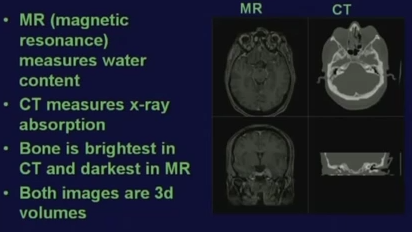 MR CT
• MR (magnetic
resonance)
measures water
content
• CT measures x-ray
absorption
• Bone is brightest in
CT and darkest in MR
• Both images are 3d
volumes